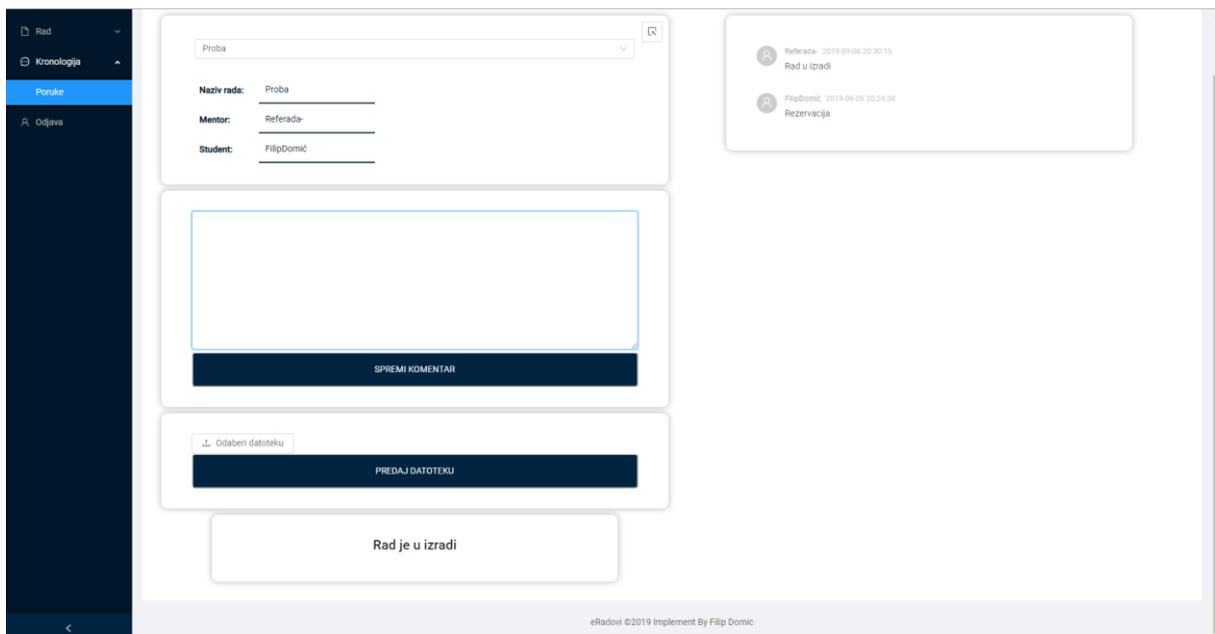 Rad
Kronologija
Poruke
Odjava
Proba
Naziv rada: Proba
Mentor: Referada-
Student: FilipDomić
SPREMI KOMENTAR
Odaberi datoteku
PREDAJ DATOTEKU
Rad je u izradi
Referada- 2019-09-06 20:30:15
Rad u izradi
FilipDomić 2019-09-06 20:24:59
Rezervacija
eRadovi ©2019 Implement By Filip Domic